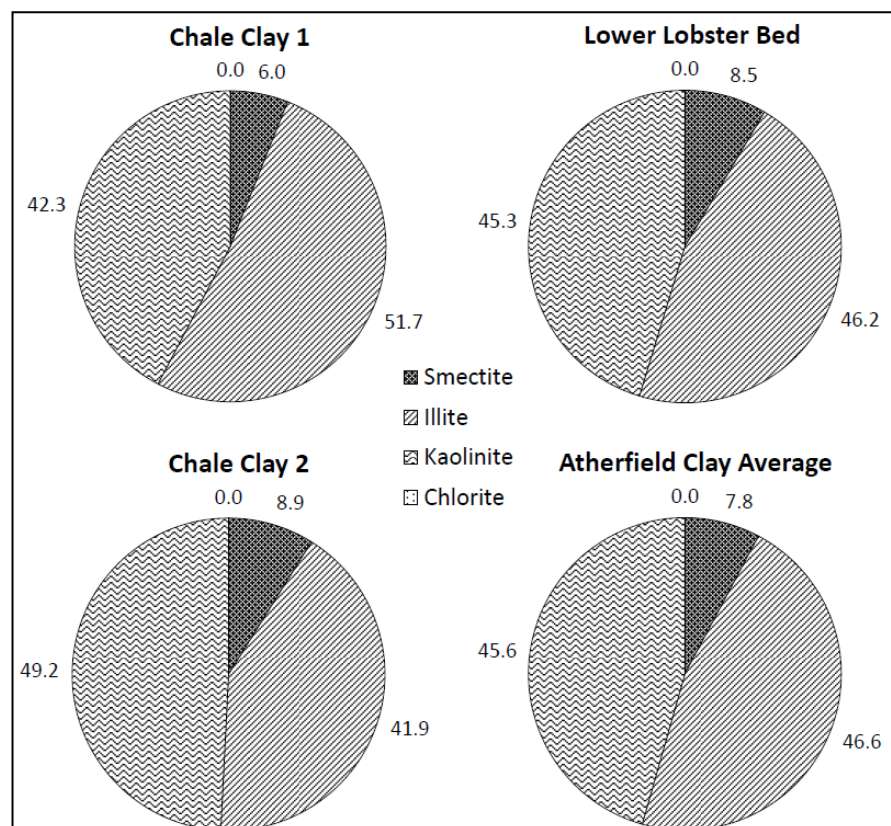 Chale Clay 1
0.0 6.0
42.3
51.7
Lower Lobster Bed
0.0 8.5
45.3
46.2
Smectite
Illite
Kaolinite
Chlorite
Chale Clay 2
0.0 8.9
49.2
41.9
Atherfield Clay Average
0.0 7.8
45.6
46.6